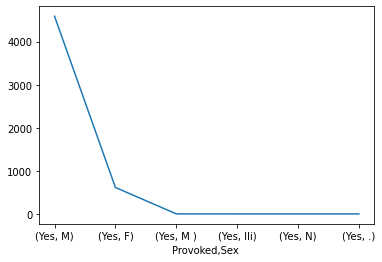 4000
3000
2000
1000
0
(Yes, M) (Yes, F) (Yes, M ) (Yes, lli) (Yes, N) (Yes, .)
Provoked,Sex